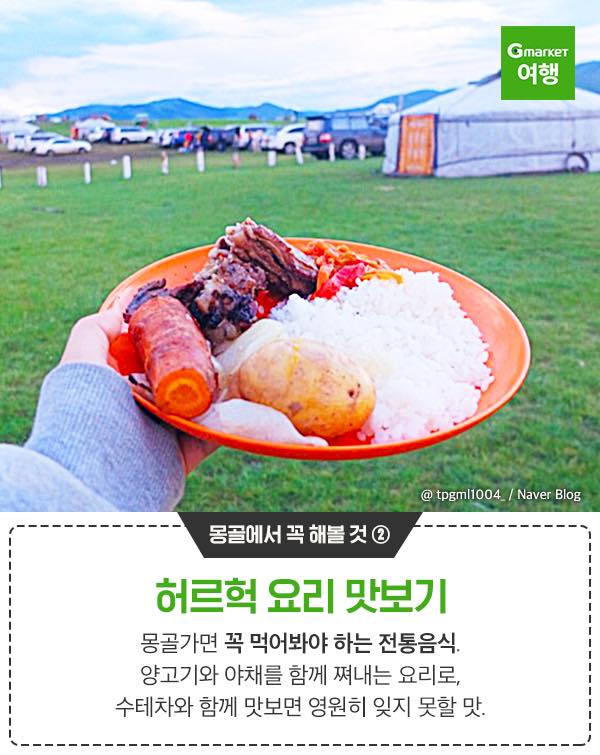 Gmarket
여행
@ tpgml1004_ / Naver Blog
몽골에서 꼭 해볼 것 ②
허르헉 요리 맛보기
몽골가면 꼭 먹어봐야 하는 전통음식.
양고기와 야채를 함께 쪄내는 요리로,
수테차와 함께 맛보면 영원히 잊지 못할 맛.